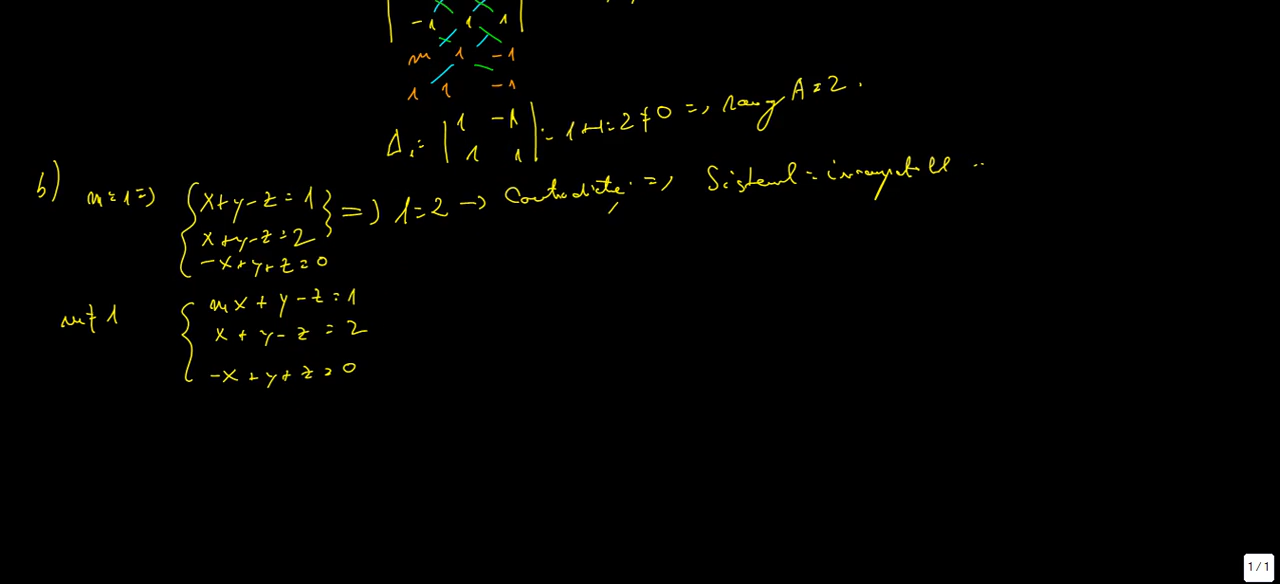 | -1 1 1 |
m 1 -1
1 1 -1
Δ₁ = | 1 -1 | = 1+1=2≠0 => rang A=2.
| 1 1 |
b) m=1=> { x+y-z=1 } => 1=2 → Contradicție. => Sistemul = incompatibil
x+y-z=2
-x+y+z=0
m≠1 { mx+y-z=1
x+y-z=2
-x+y+z=0
1/1